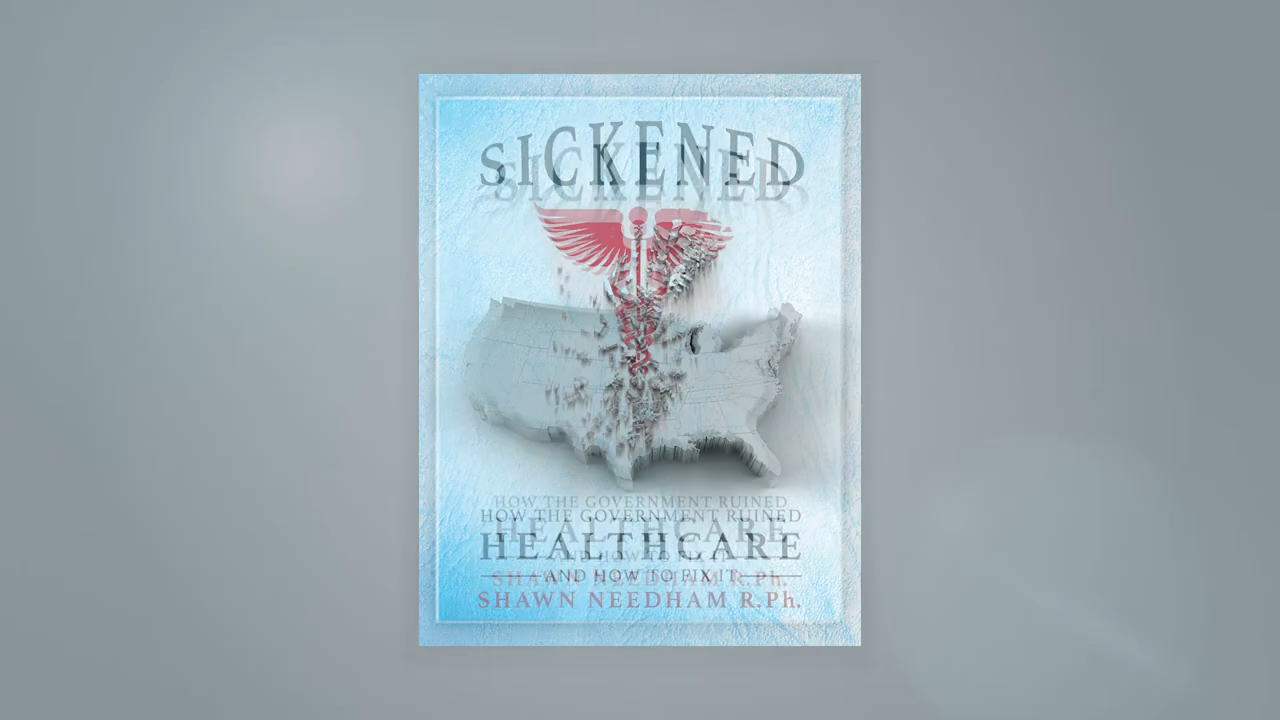 SICKENED
HOW THE GOVERNMENT RUINED
HEALTHCARE
AND HOW TO FIX IT
SHAWN NEEDHAM R.Ph.